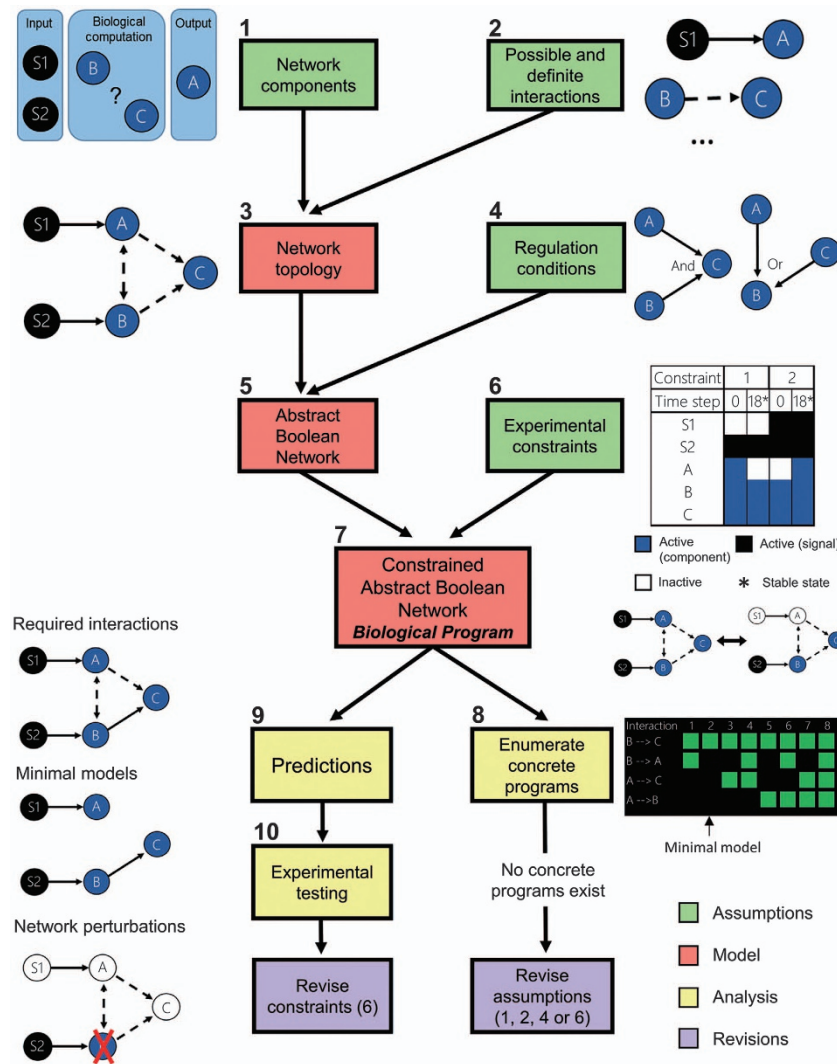 Input
Biological computation
Output
S1
S2
B
?
C
A
1
Network components
2
Possible and definite interactions
S1
A
B
C
...
S1
A
C
S2
B
3
Network topology
4
Regulation conditions
A
And
C
B
A
Or
C
B
5
Abstract Boolean Network
6
Experimental constraints
Constraint 1 2
Time step 0 18* 0 18*
S1
S2
A
B
C
Active (component)
Active (signal)
Inactive
* Stable state
7
Constrained Abstract Boolean Network
Biological Program
S1
A
C
S2
B
S1
A
C
S2
B
Required interactions
S1
A
C
S2
B
9
Predictions
8
Enumerate concrete programs
Interaction 1 2 3 4 5 6 7 8
B --> C
B --> A
A --> C
A -->B
Minimal model
Minimal models
S1
A
C
S2
B
10
Experimental testing
No concrete programs exist
Network perturbations
S1
A
C
S2
X
Revise constraints (6)
Revise assumptions (1, 2, 4 or 6)
Assumptions
Model
Analysis
Revisions